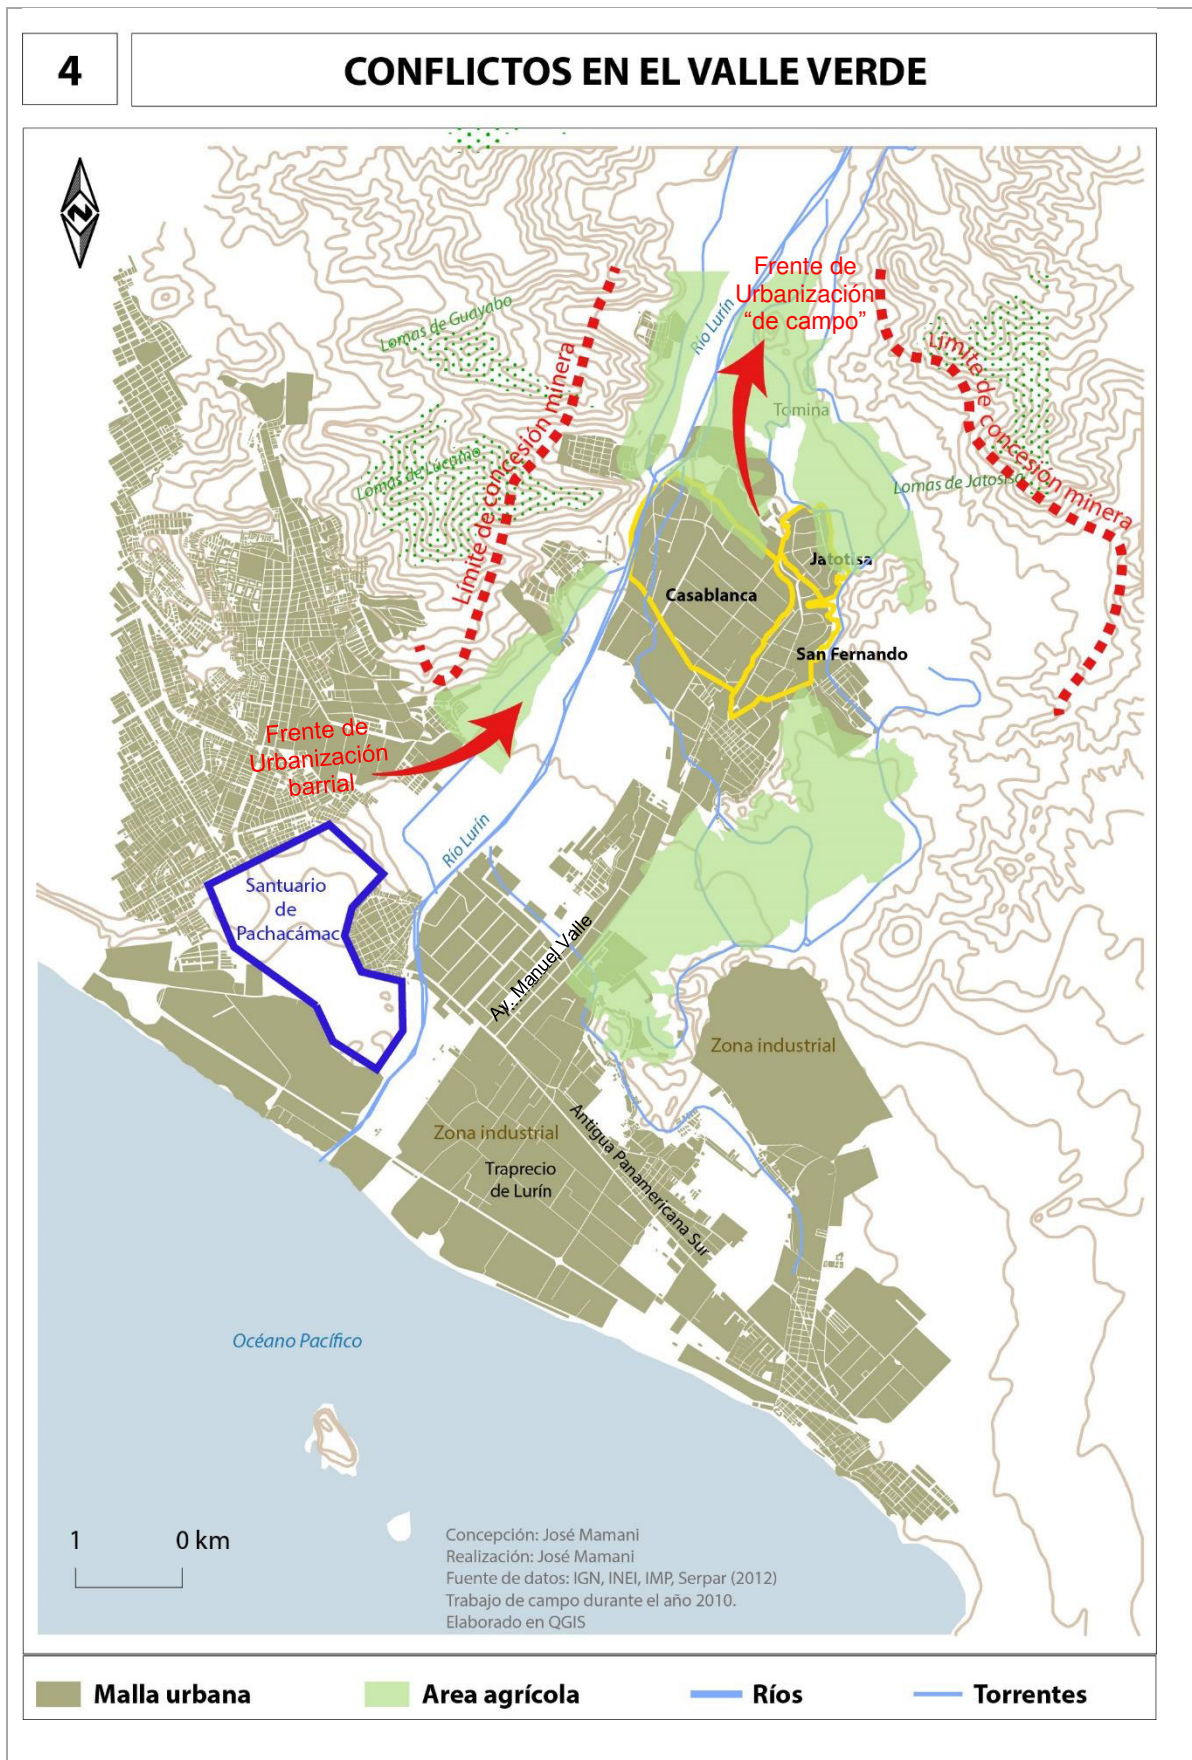 4
CONFLICTOS EN EL VALLE VERDE
N
Frente de
Urbanización
“de campo”
Lomas de Guayabo
Río Lurín
Límite de concesión minera
Límite de concesión minera
Tomina
Lomas de Lúcumo
Lomas de Jatosisa
Jatotisa
Casablanca
San Fernando
Frente de
Urbanización
barrial
Río Lurín
Santuario
de
Pachacámac
Av. Manuel Valle
Zona industrial
Zona industrial
Traprecio
de Lurín
Antigua Panamericana Sur
Océano Pacífico
1 0 km
Concepción: José Mamani
Realización: José Mamani
Fuente de datos: IGN, INEI, IMP, Serpar (2012)
Trabajo de campo durante el año 2010.
Elaborado en QGIS
Malla urbana Area agrícola Ríos Torrentes